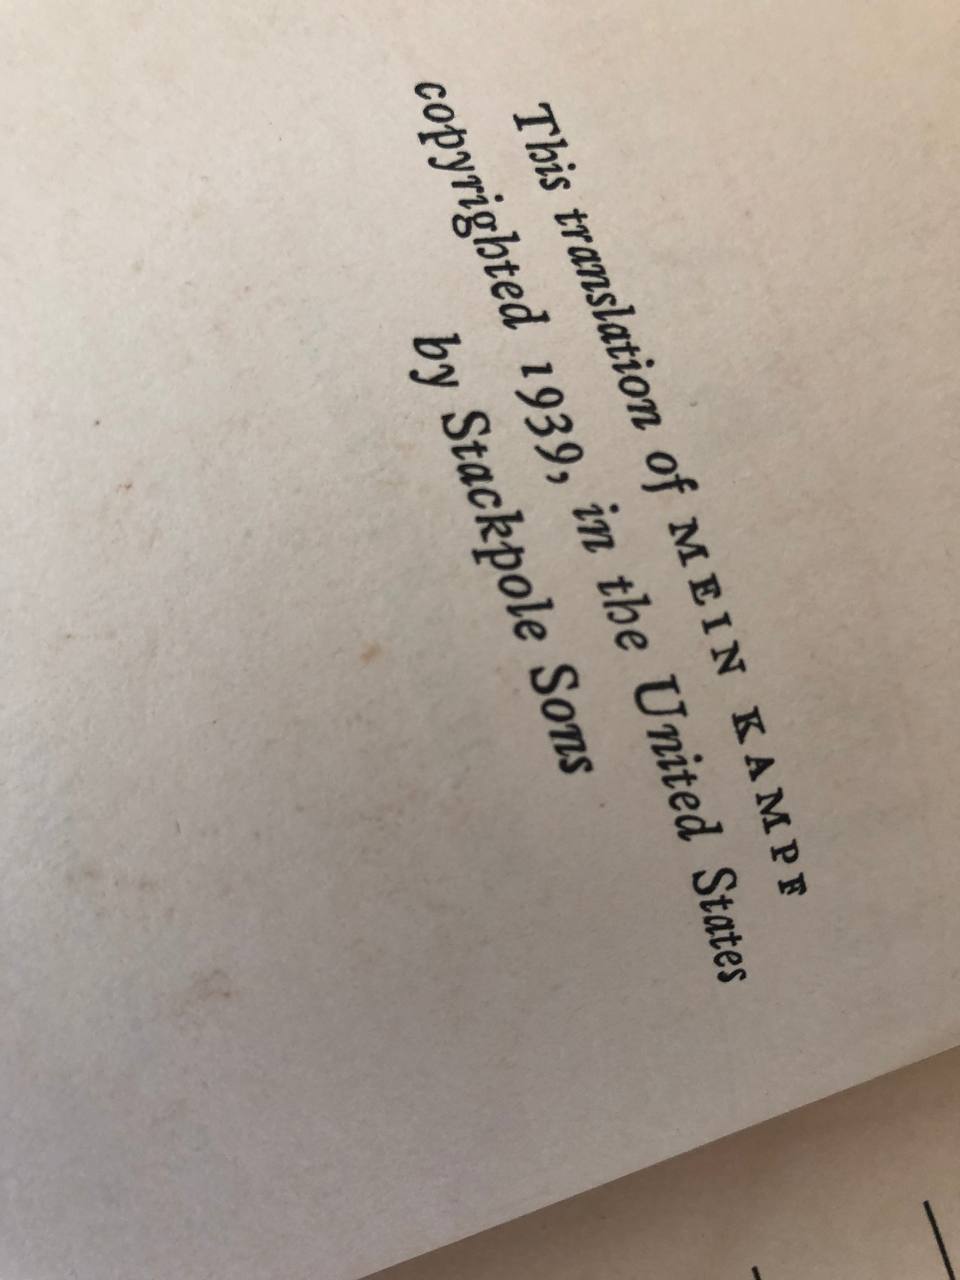 This translation of MEIN KAMPF
copyrighted 1939, in the United States
by Stackpole Sons